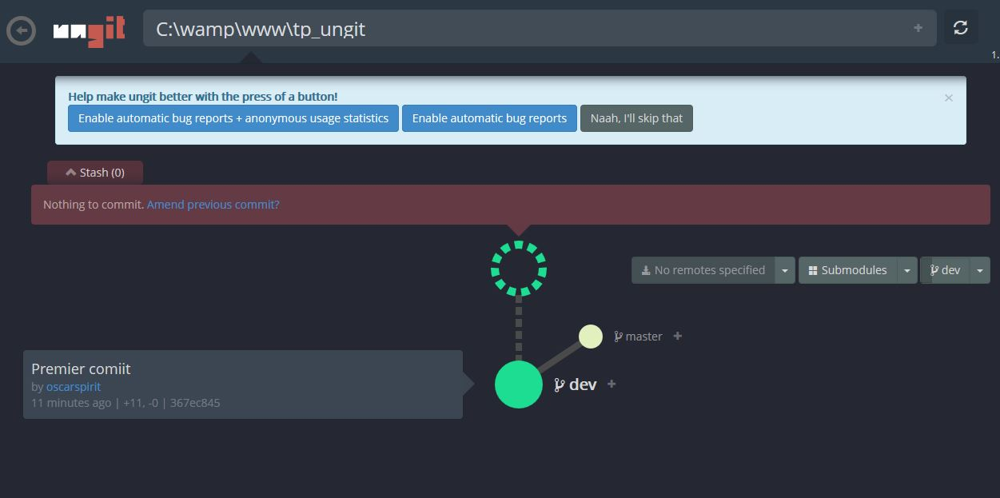 ungit
C:\wamp\www\tp_ungit
1.
Help make ungit better with the press of a button!
Enable automatic bug reports + anonymous usage statistics
Enable automatic bug reports
Naah, I'll skip that
Stash (0)
Nothing to commit. Amend previous commit?
No remotes specified
Submodules
dev
master
Premier comiit
by oscarspirit
11 minutes ago | +11, -0 | 367ec845
dev